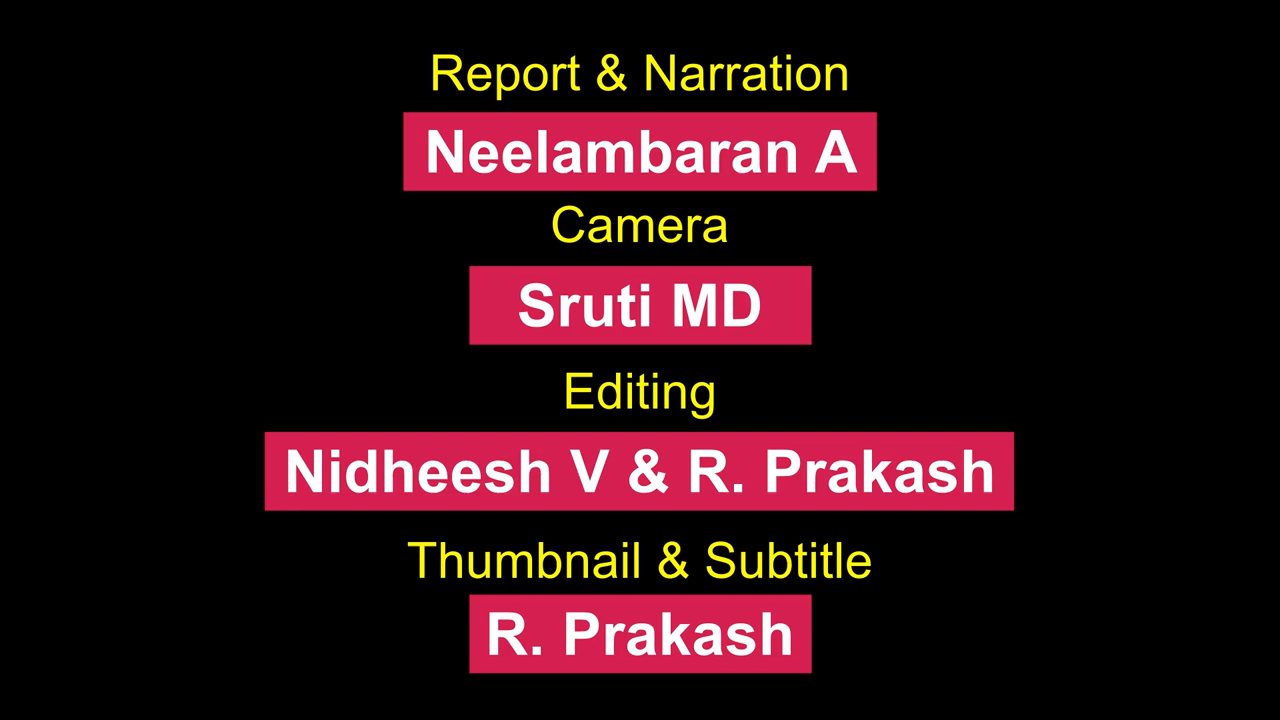 Report & Narration
Neelambaran A
Camera
Sruti MD
Editing
Nidheesh V & R. Prakash
Thumbnail & Subtitle
R. Prakash